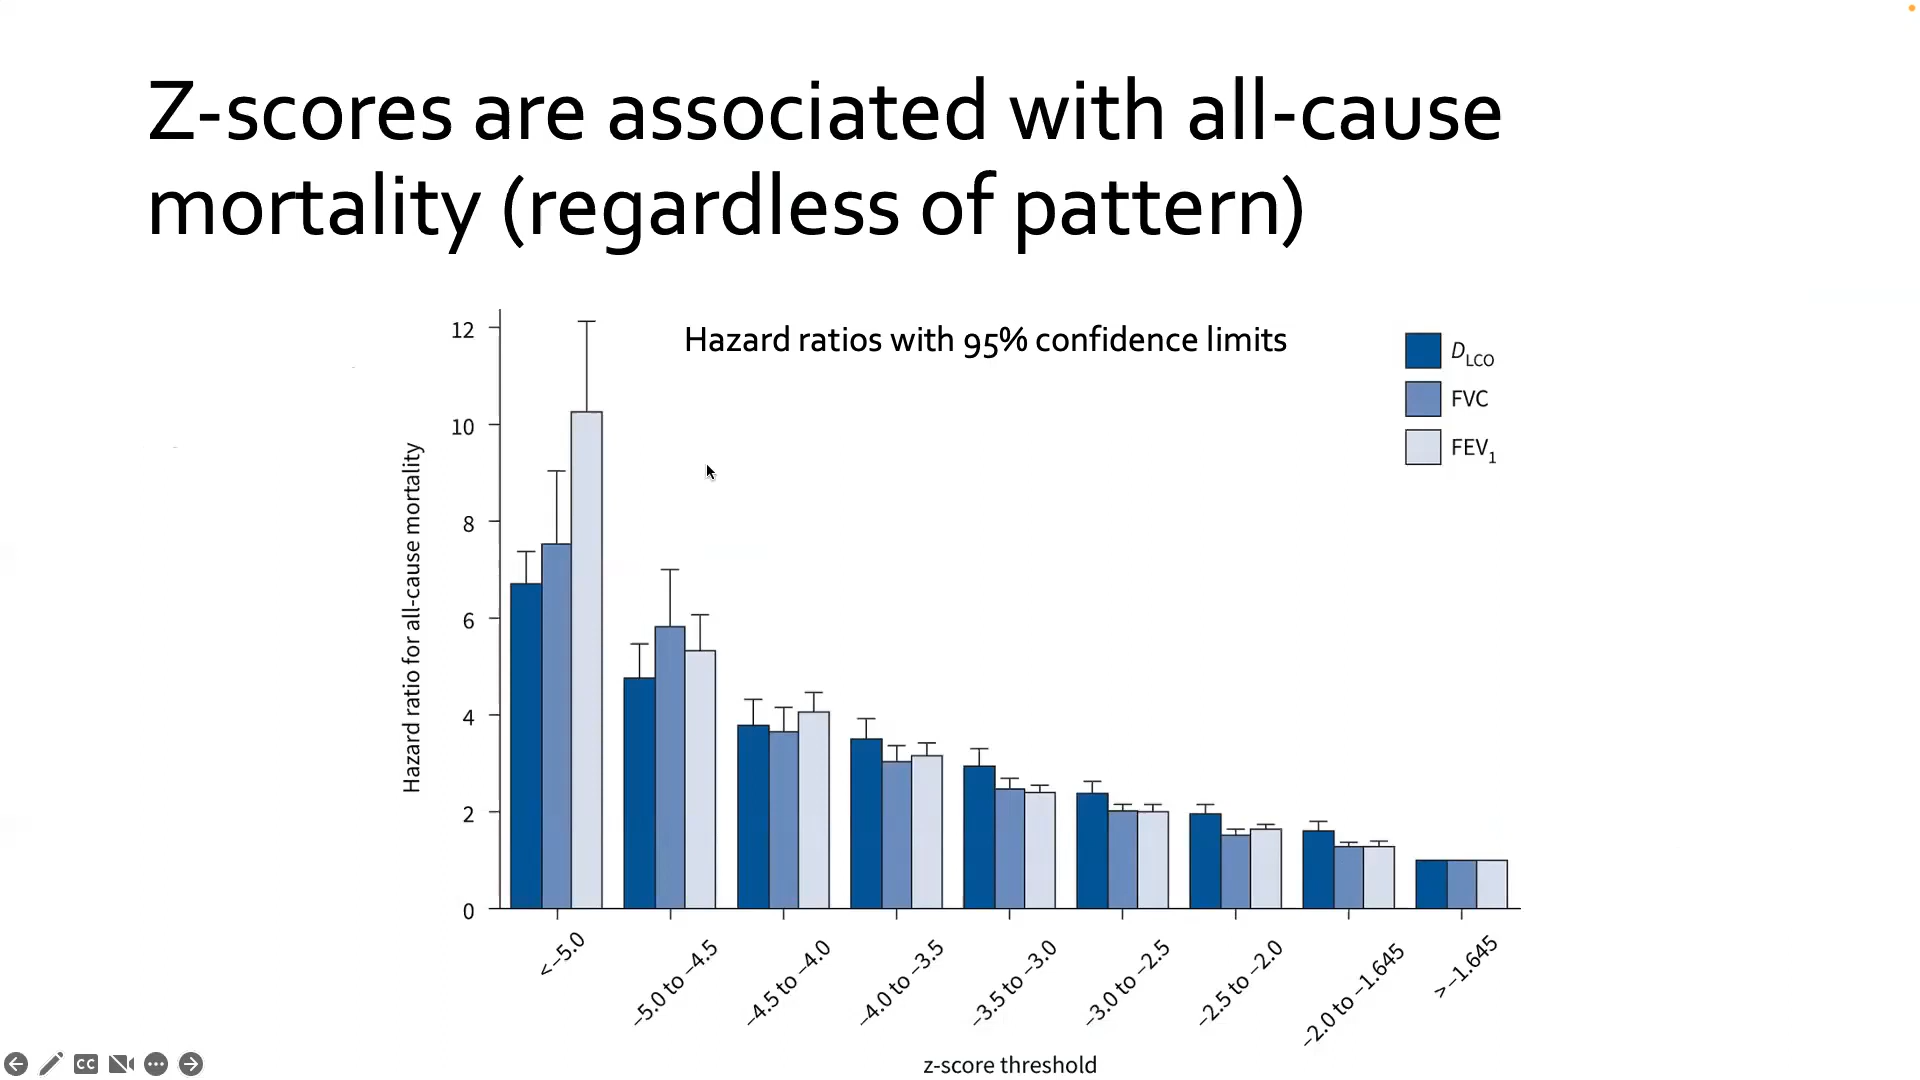 Z-scores are associated with all-cause
mortality (regardless of pattern)
Hazard ratios with 95% confidence limits
D LCO
FVC
FEV1
Hazard ratio for all-cause mortality
12
10
8
6
4
2
0
< –5.0
–5.0 to –4.5
–4.5 to –4.0
–4.0 to –3.5
–3.5 to –3.0
–3.0 to –2.5
–2.5 to –2.0
–2.0 to –1.645
> –1.645
z-score threshold
CC